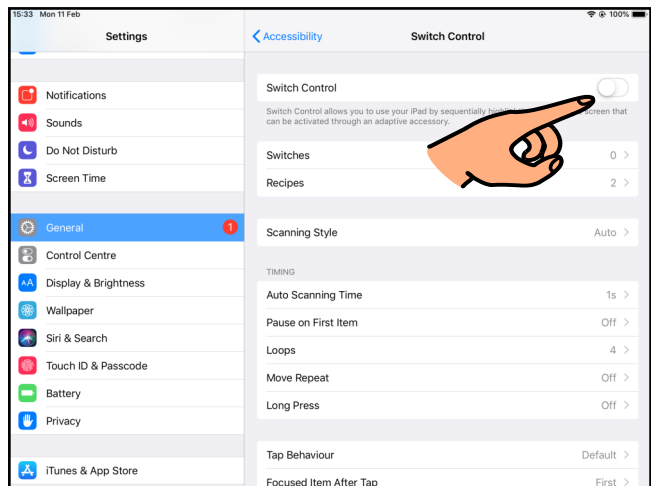 15:33 Mon 11 Feb
100%
Settings
Notifications
Sounds
Do Not Disturb
Screen Time
General
1
Control Centre
AA
Display & Brightness
Wallpaper
Siri & Search
Touch ID & Passcode
Battery
Privacy
iTunes & App Store
Accessibility
Switch Control
Switch Control
Switch Control allows you to use your iPad by sequentially screen that
can be activated through an adaptive accessory.
Switches 0
Recipes 2
Scanning Style Auto
TIMING
Auto Scanning Time 1s
Pause on First Item Off
Loops 4
Move Repeat Off
Long Press Off
Tap Behaviour Default
Focused Item After Tap First